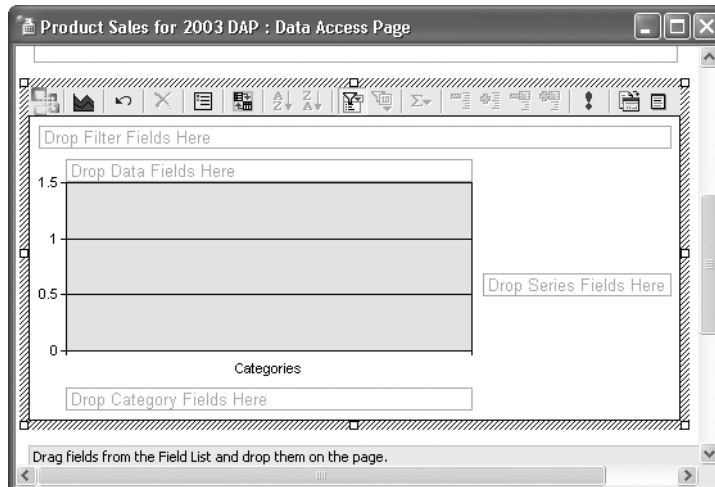 Product Sales for 2003 DAP : Data Access Page
Drop Filter Fields Here
Drop Data Fields Here
1.5
1
0.5
0
Drop Series Fields Here
Categories
Drop Category Fields Here
Drag fields from the Field List and drop them on the page.